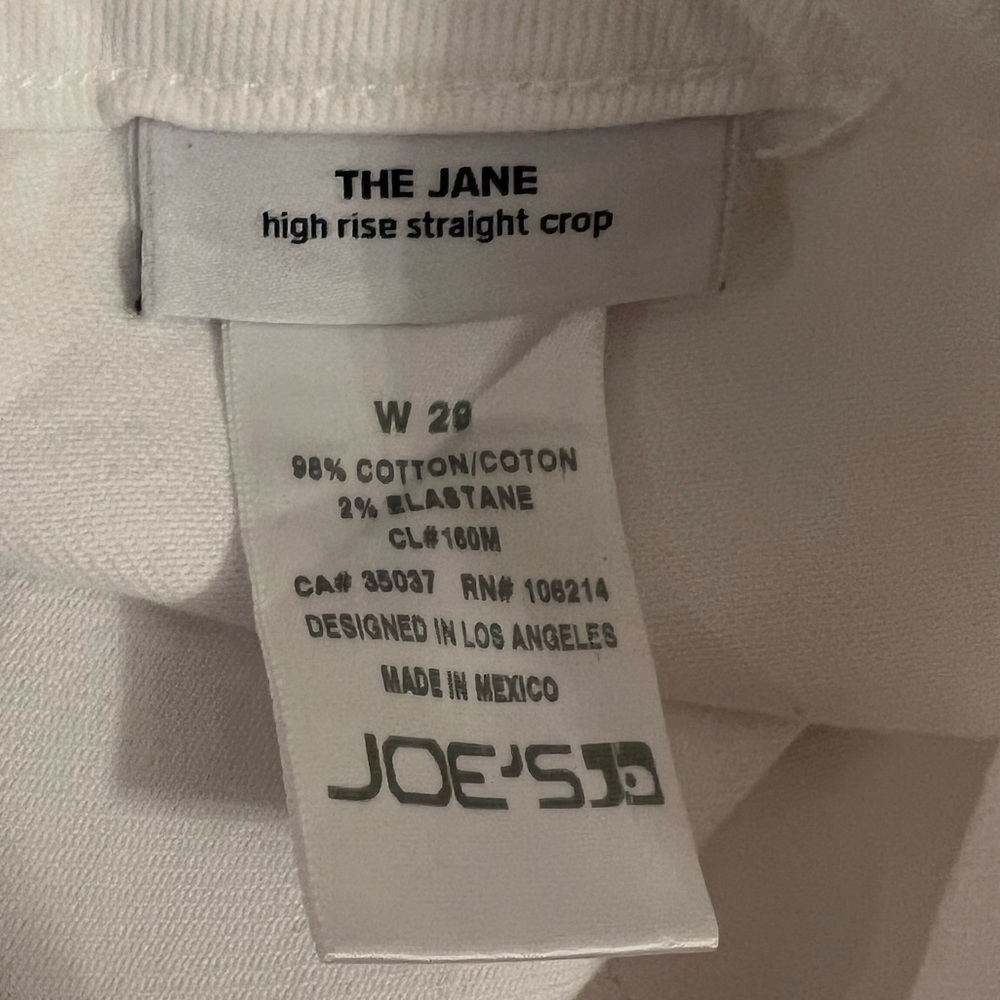 THE JANE
high rise straight crop
W 29
98% COTTON/COTON
2% ELASTANE
CL#160M
CA# 35037 RN# 106214
DESIGNED IN LOS ANGELES
MADE IN MEXICO
JOE'S